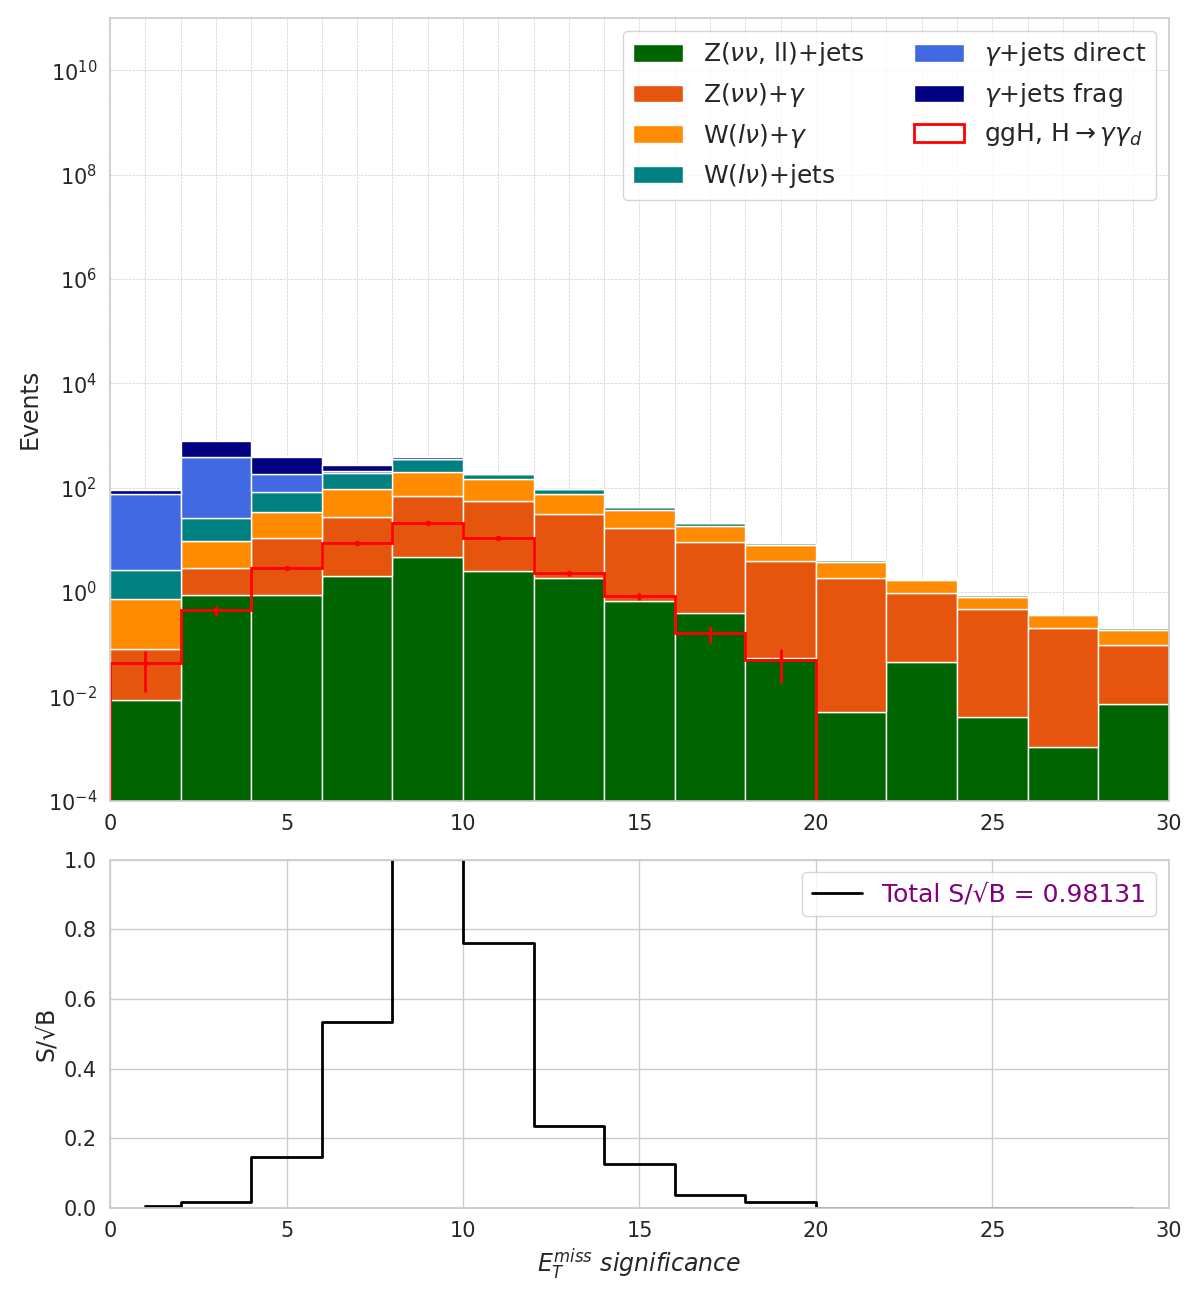 Z(νν, ll)+jets
Z(νν)+γ
W(lν)+γ
W(lν)+jets
γ+jets direct
γ+jets frag
ggH, H→γγ_d
Events
10^10
10^8
10^6
10^4
10^2
10^0
10^−2
10^−4
0 5 10 15 20 25 30
Total S/√B = 0.98131
S/√B
1.0
0.8
0.6
0.4
0.2
0.0
0 5 10 15 20 25 30
E_T^miss significance